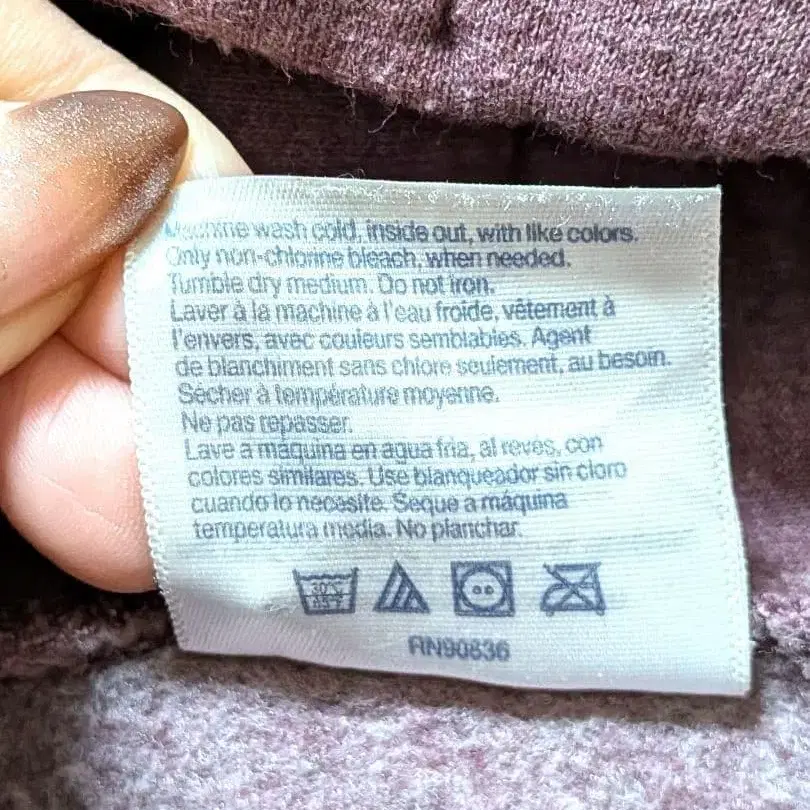 Machine wash cold, inside out, with like colors.
Only non-chlorine bleach, when needed.
Tumble dry medium. Do not iron.
Laver à la machine à l'eau froide, vêtement à
l'envers, avec couleurs semblables. Agent
de blanchiment sans chlore seulement, au besoin.
Sécher à température moyenne.
Ne pas repasser.
Lave a máquina en agua fría, al revés, con
colores similares. Use blanqueador sin cloro
cuando lo necesite. Seque a máquina
temperatura media. No planchar.
30°C
85°F
RN90836